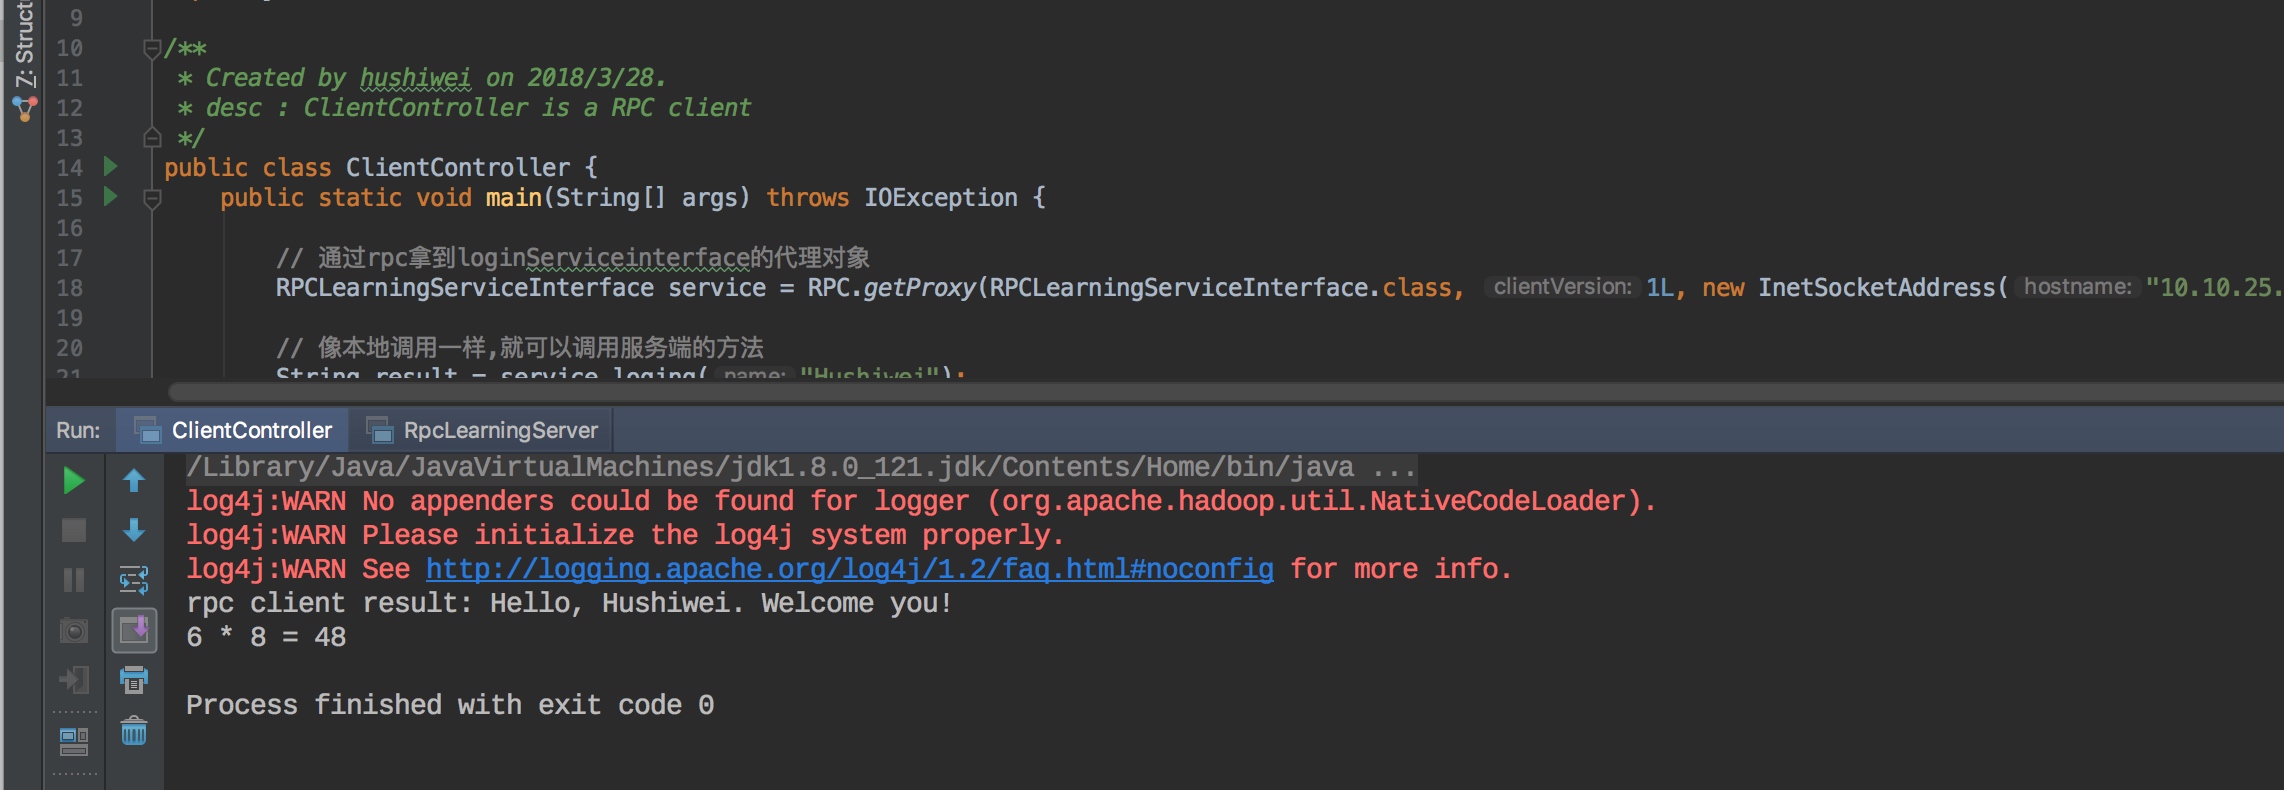 Z: Struct
9
10 /**
11 * Created by hushiwei on 2018/3/28.
12 * desc : ClientController is a RPC client
13 */
14 public class ClientController {
15 public static void main(String[] args) throws IOException {
16
17 // 通过rpc拿到loginServiceinterface的代理对象
18 RPCLearningServiceInterface service = RPC.getProxy(RPCLearningServiceInterface.class, clientVersion: 1L, new InetSocketAddress( hostname: "10.10.25.
19
20 // 像本地调用一样,就可以调用服务端的方法
21 String result = service.loging( name: "Hushiwei");
Run: ClientController RpcLearningServer
/Library/Java/JavaVirtualMachines/jdk1.8.0_121.jdk/Contents/Home/bin/java ...
log4j:WARN No appenders could be found for logger (org.apache.hadoop.util.NativeCodeLoader).
log4j:WARN Please initialize the log4j system properly.
log4j:WARN See http://logging.apache.org/log4j/1.2/faq.html#noconfig for more info.
rpc client result: Hello, Hushiwei. Welcome you!
6 * 8 = 48
Process finished with exit code 0